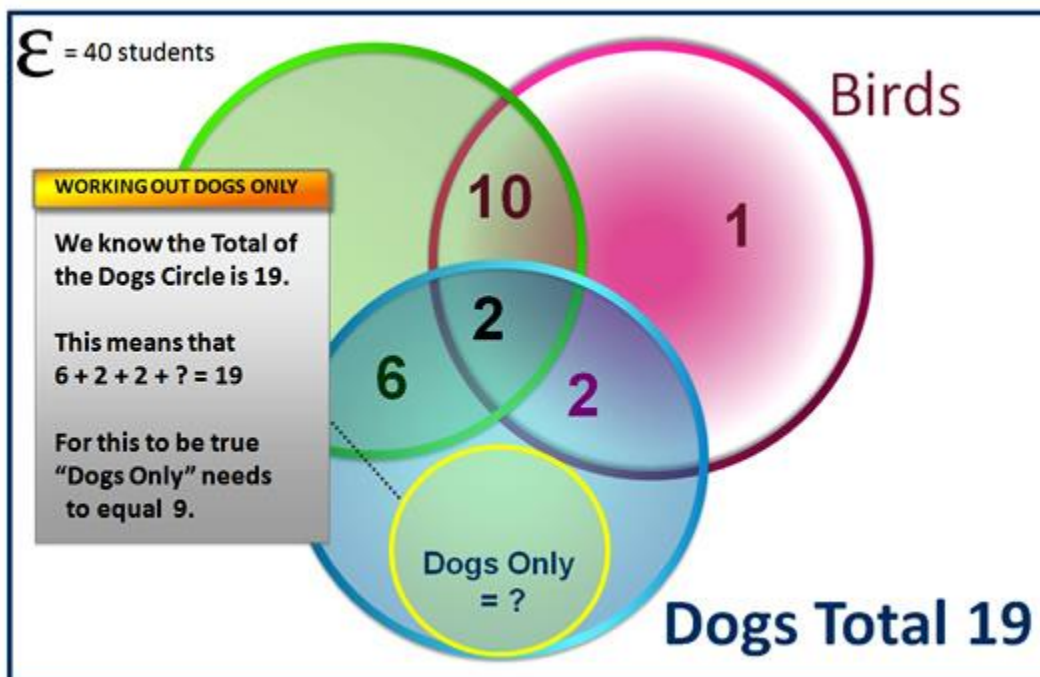 ε = 40 students
Birds
WORKING OUT DOGS ONLY
We know the Total of
the Dogs Circle is 19.
This means that
6 + 2 + 2 + ? = 19
For this to be true
“Dogs Only” needs
to equal 9.
10
1
2
6
2
Dogs Only
= ?
Dogs Total 19